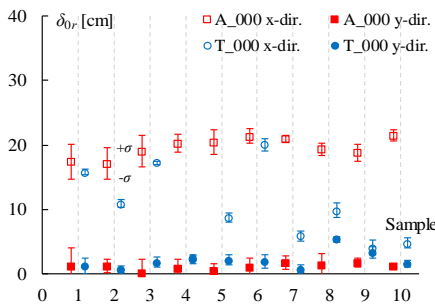 δ0r [cm]
A_000 x-dir.
A_000 y-dir.
T_000 x-dir.
T_000 y-dir.
40
30
20
10
0
+σ
-σ
Sample
0 1 2 3 4 5 6 7 8 9 10